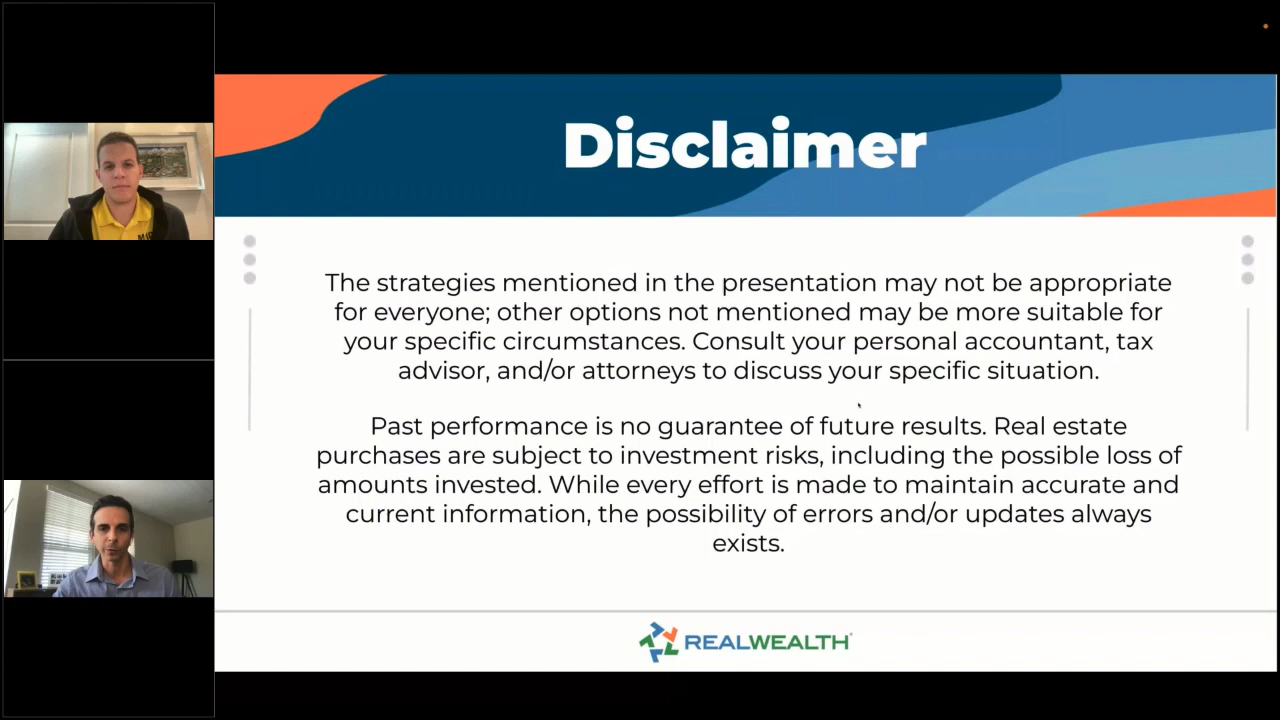 Disclaimer
The strategies mentioned in the presentation may not be appropriate
for everyone; other options not mentioned may be more suitable for
your specific circumstances. Consult your personal accountant, tax
advisor, and/or attorneys to discuss your specific situation.
Past performance is no guarantee of future results. Real estate
purchases are subject to investment risks, including the possible loss of
amounts invested. While every effort is made to maintain accurate and
current information, the possibility of errors and/or updates always
exists.
REALWEALTH